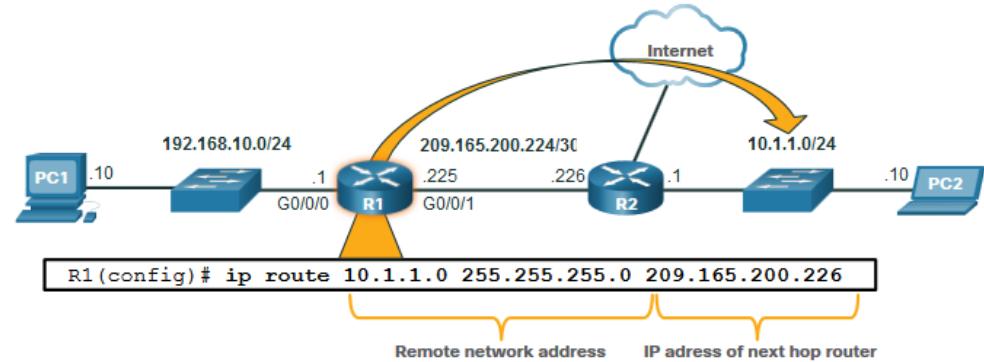 Internet
192.168.10.0/24
209.165.200.224/30
10.1.1.0/24
PC1
.10
.1
.225
.226
.1
.10
PC2
G0/0/0
R1
G0/0/1
R2
R1(config)# ip route 10.1.1.0 255.255.255.0 209.165.200.226
Remote network address
IP adress of next hop router